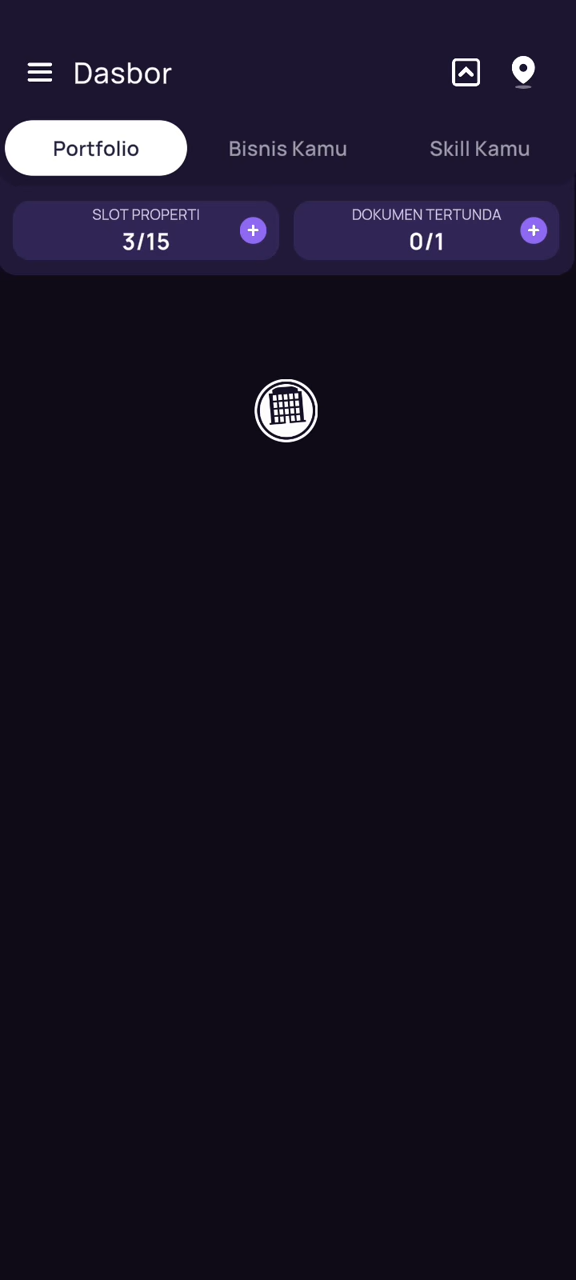 Dasbor
Portfolio
Bisnis Kamu
Skill Kamu
SLOT PROPERTI
3/15
DOKUMEN TERTUNDA
0/1